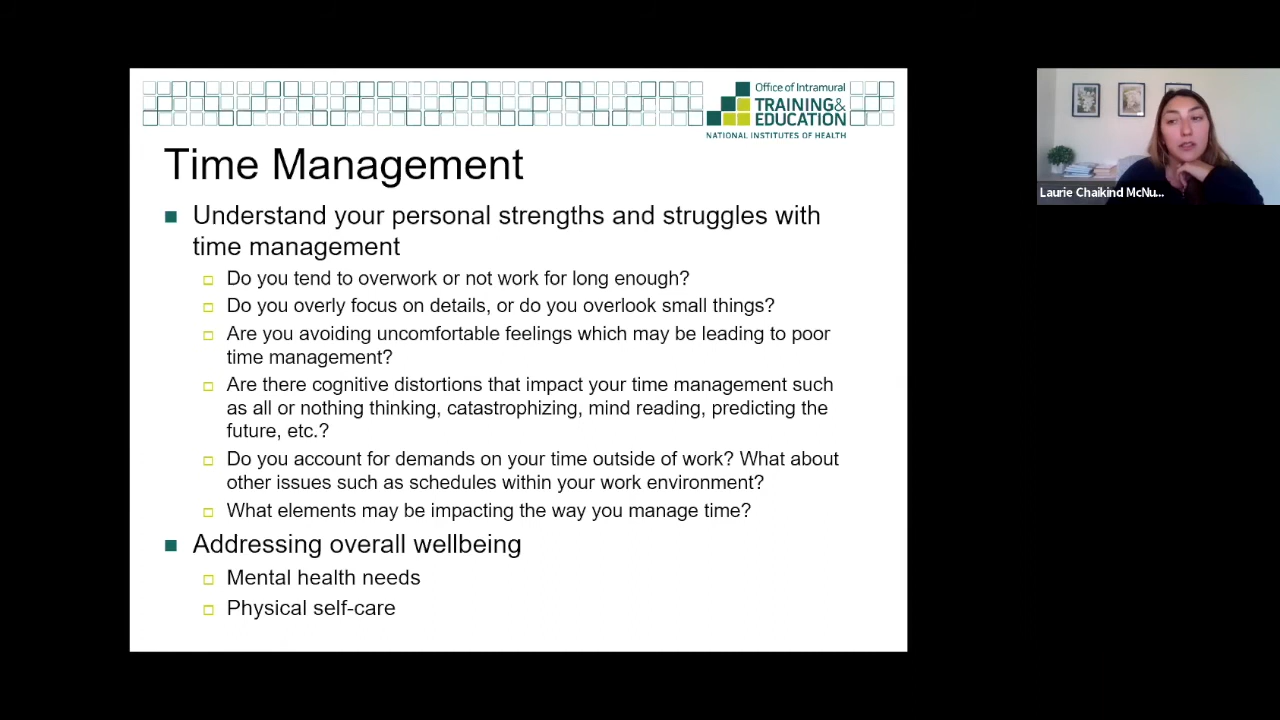 Office of Intramural
TRAINING&
EDUCATION
NATIONAL INSTITUTES OF HEALTH
Time Management
Understand your personal strengths and struggles with
time management
Do you tend to overwork or not work for long enough?
Do you overly focus on details, or do you overlook small things?
Are you avoiding uncomfortable feelings which may be leading to poor
time management?
Are there cognitive distortions that impact your time management such
as all or nothing thinking, catastrophizing, mind reading, predicting the
future, etc.?
Do you account for demands on your time outside of work? What about
other issues such as schedules within your work environment?
What elements may be impacting the way you manage time?
Addressing overall wellbeing
Mental health needs
Physical self-care
Laurie Chaikind McNu...